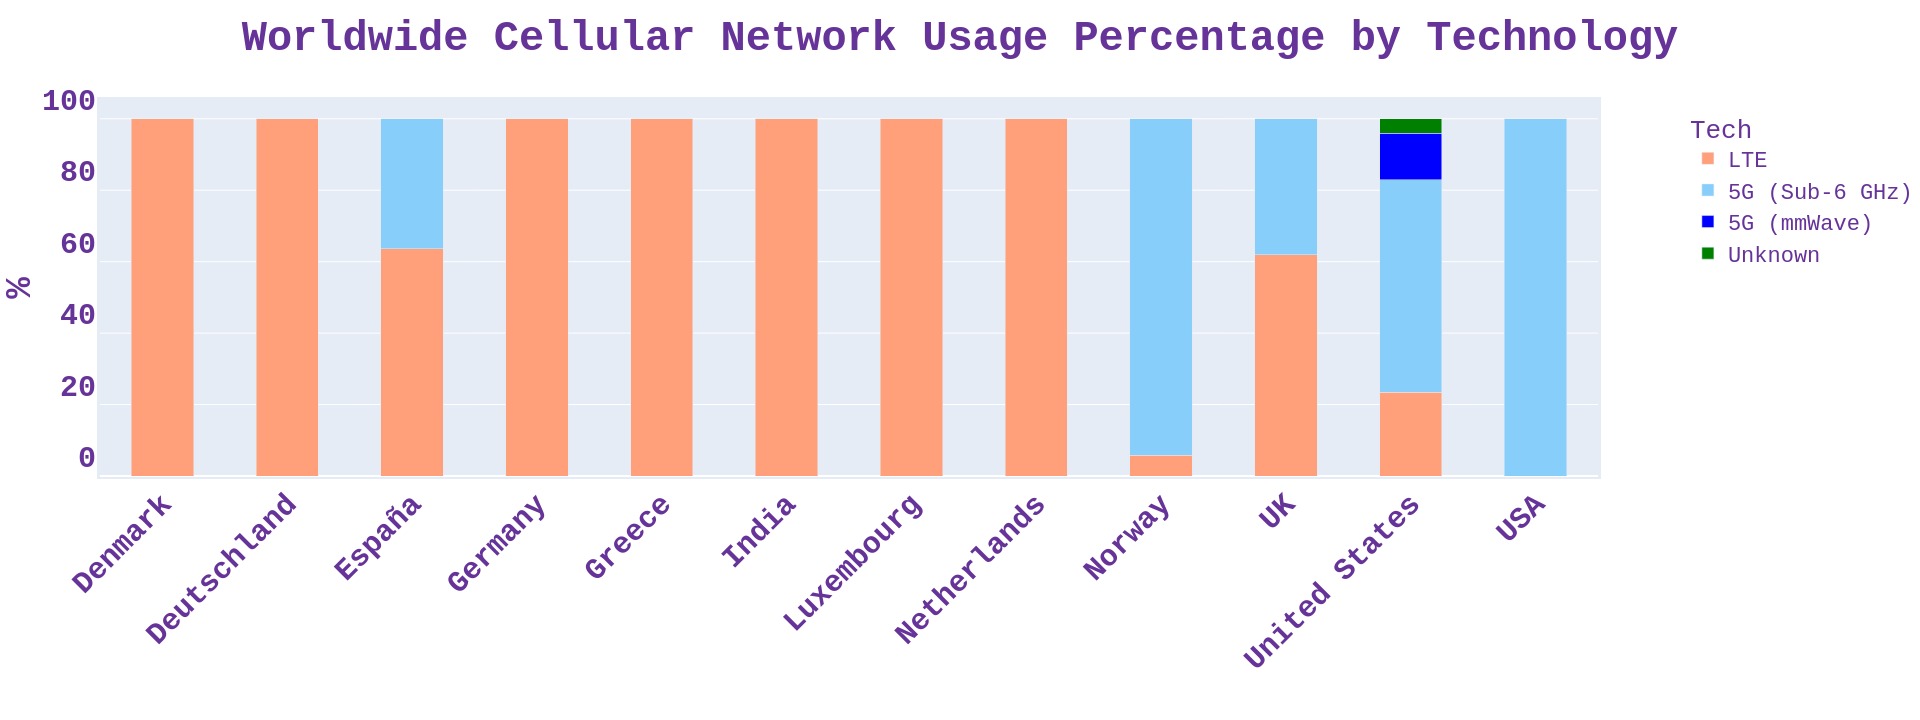 Worldwide Cellular Network Usage Percentage by Technology
100
80
60
40
20
0
%
Denmark
Deutschland
España
Germany
Greece
India
Luxembourg
Netherlands
Norway
UK
United States
USA
Tech
LTE
5G (Sub-6 GHz)
5G (mmWave)
Unknown